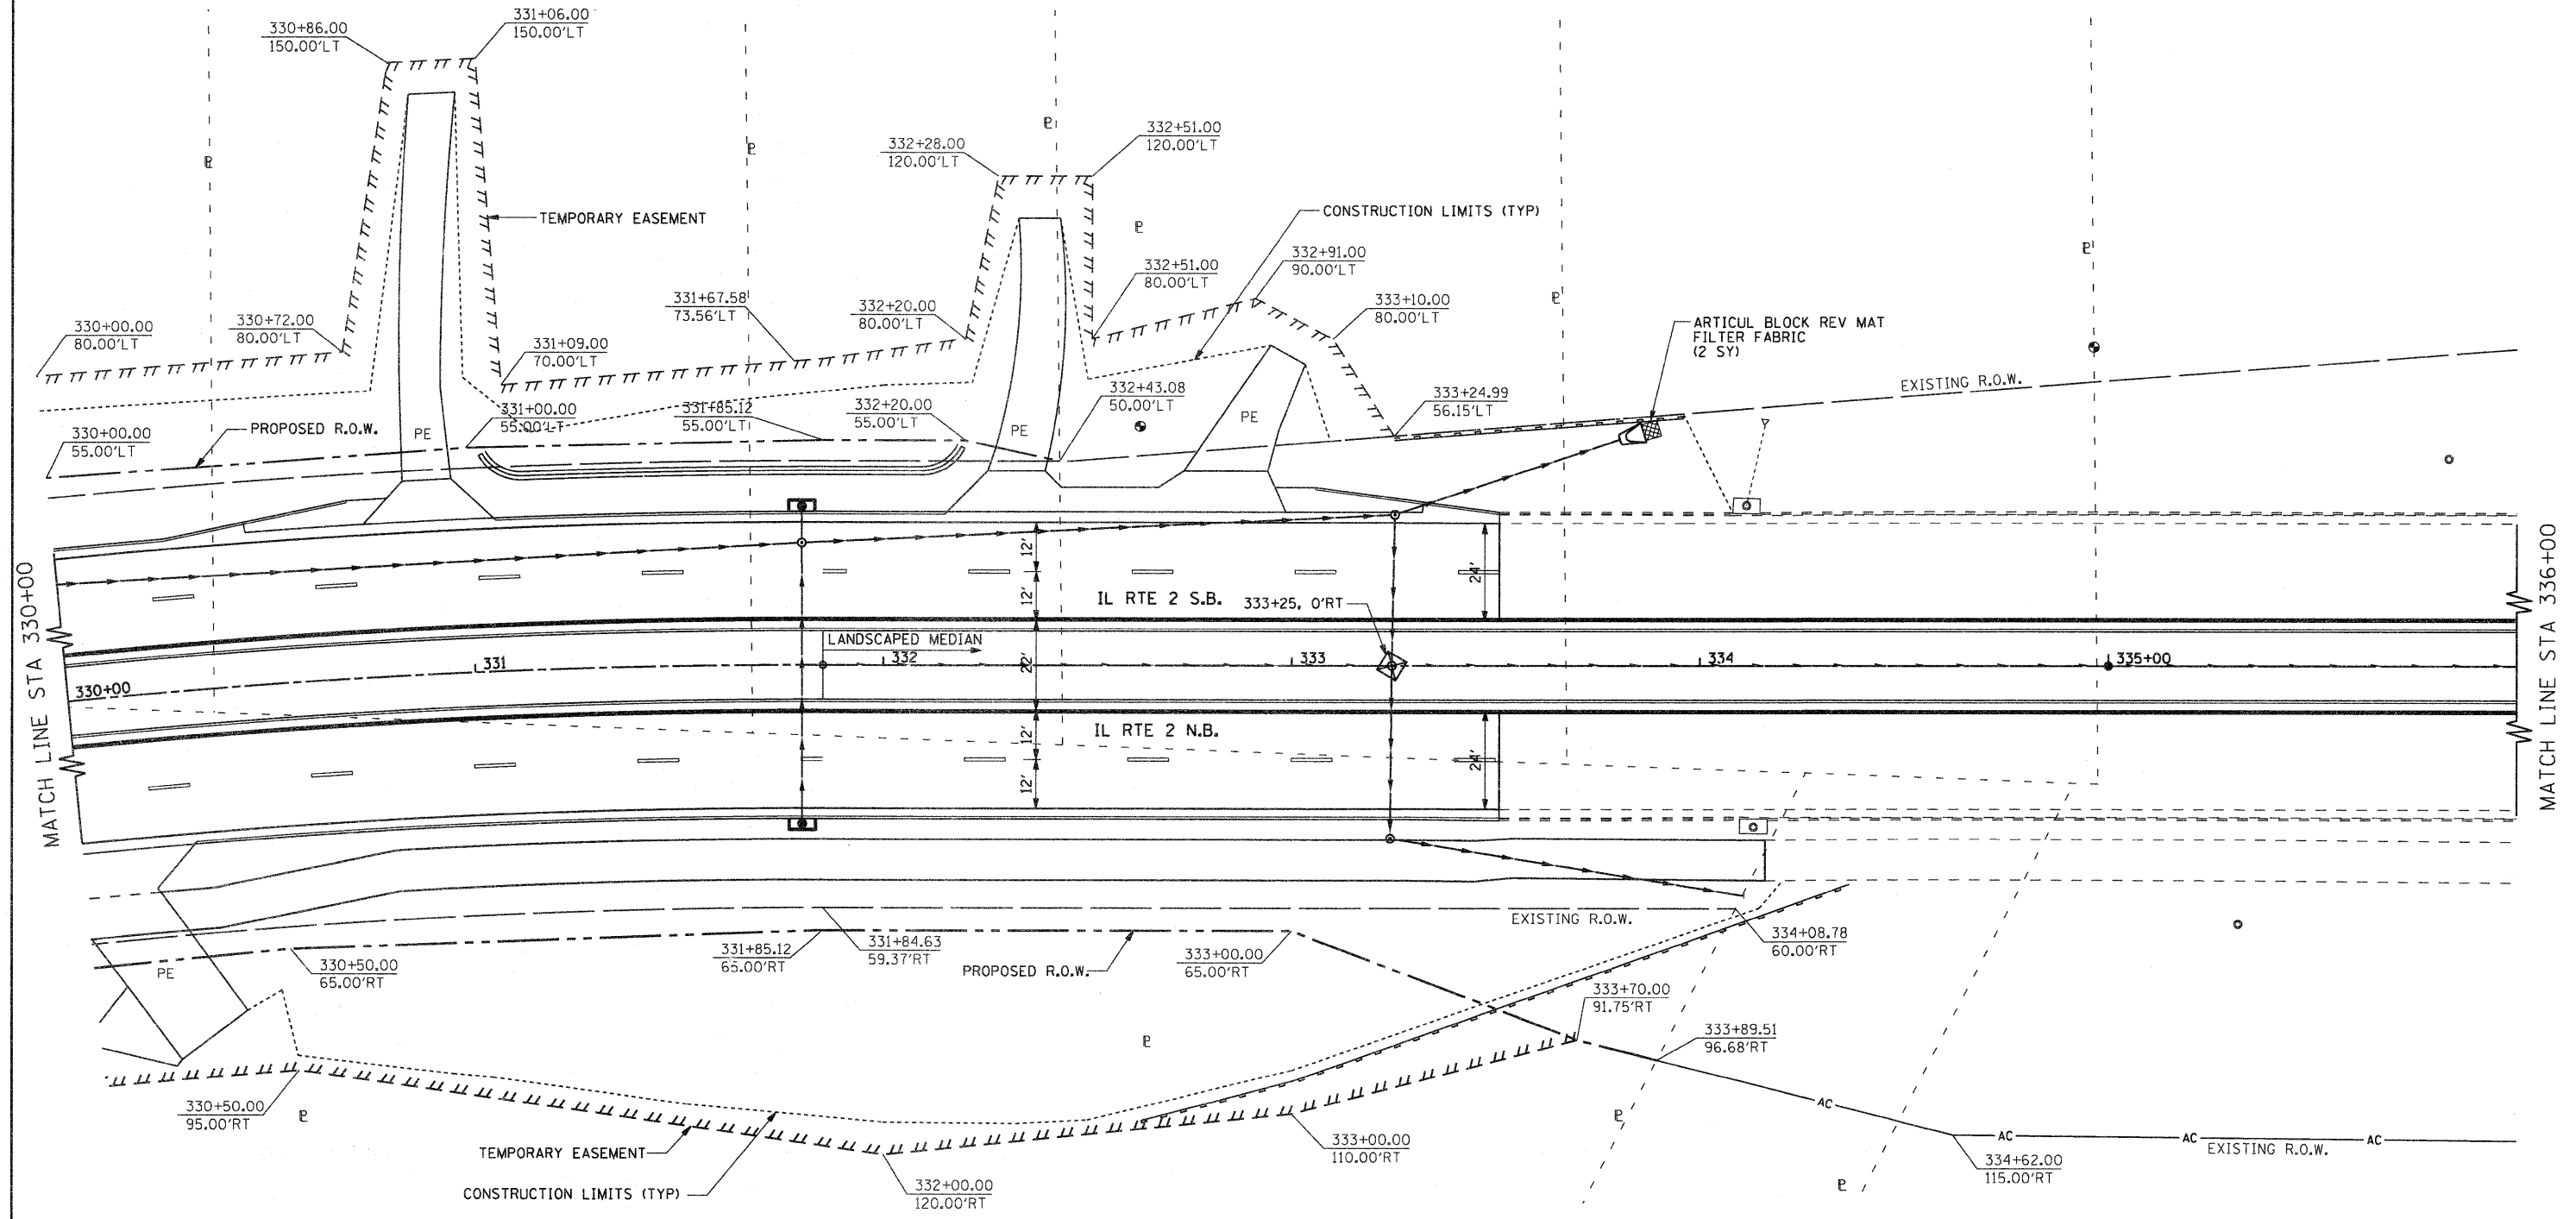 331+06.00
150.00'LT
330+86.00
150.00'LT
332+51.00
120.00'LT
332+28.00
120.00'LT
TEMPORARY EASEMENT
CONSTRUCTION LIMITS (TYP)
332+91.00
90.00'LT
332+51.00
80.00'LT
331+67.58
73.56'LT
332+20.00
80.00'LT
333+10.00
80.00'LT
330+00.00
80.00'LT
330+72.00
80.00'LT
331+09.00
70.00'LT
ARTICUL BLOCK REV MAT
FILTER FABRIC
(2 SY)
EXISTING R.O.W.
332+43.08
50.00'LT
333+24.99
56.15'LT
331+00.00
55.00'LT
331+85.12
55.00'LT
332+20.00
55.00'LT
330+00.00
55.00'LT
PROPOSED R.O.W.
PE
PE
PE
12'
12'
24'
IL RTE 2 S.B.
333+25, 0'RT
MATCH LINE STA 330+00
MATCH LINE STA 336+00
LANDSCAPED MEDIAN
22'
330+00
331
332
333
334
335+00
IL RTE 2 N.B.
12'
12'
24'
EXISTING R.O.W.
334+08.78
60.00'RT
331+85.12
65.00'RT
331+84.63
59.37'RT
PROPOSED R.O.W.
333+00.00
65.00'RT
330+50.00
65.00'RT
PE
333+70.00
91.75'RT
333+89.51
96.68'RT
330+50.00
95.00'RT
AC
AC
AC
AC
EXISTING R.O.W.
334+62.00
115.00'RT
333+00.00
110.00'RT
TEMPORARY EASEMENT
CONSTRUCTION LIMITS (TYP)
332+00.00
120.00'RT